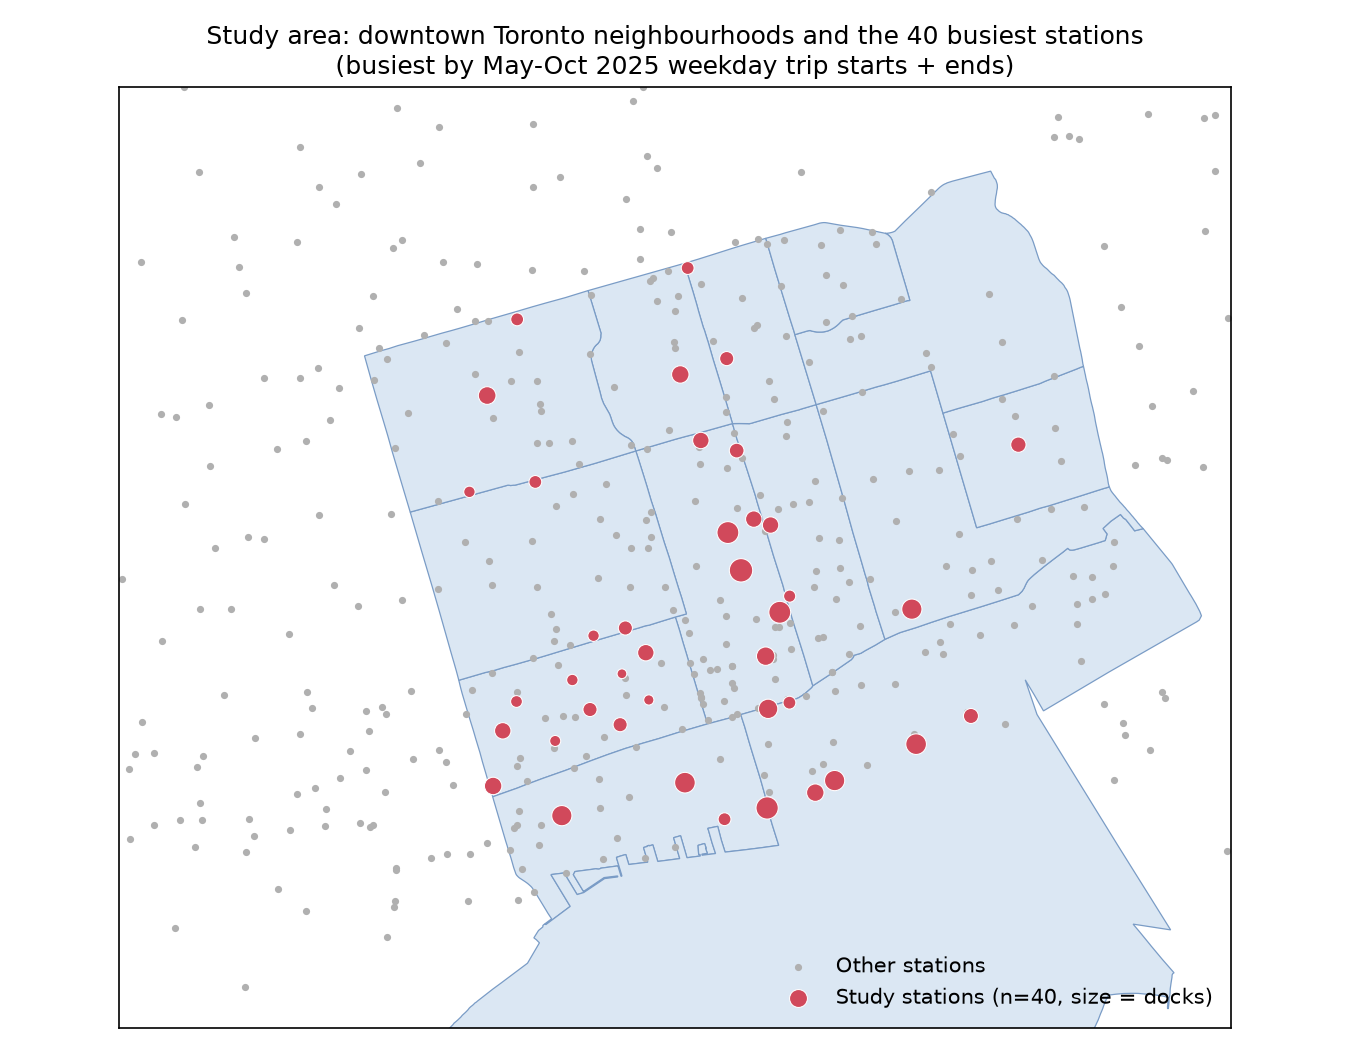 Study area: downtown Toronto neighbourhoods and the 40 busiest stations
(busiest by May-Oct 2025 weekday trip starts + ends)
Other stations
Study stations (n=40, size = docks)